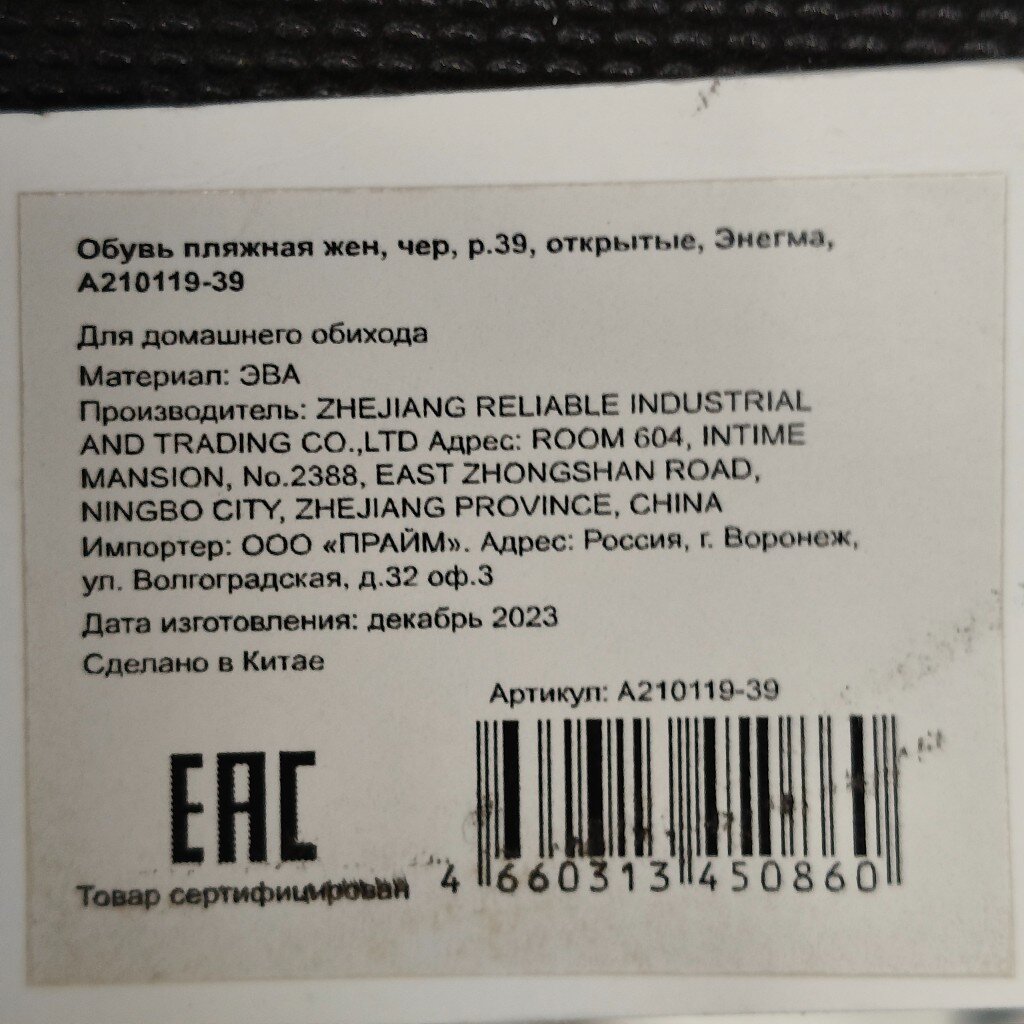 Обувь пляжная жен, чер, р.39, открытые, Энегма,
А210119-39
Для домашнего обихода
Материал: ЭВА
Производитель: ZHEJIANG RELIABLE INDUSTRIAL
AND TRADING CO.,LTD Адрес: ROOM 604, INTIME
MANSION, No.2388, EAST ZHONGSHAN ROAD,
NINGBO CITY, ZHEJIANG PROVINCE, CHINA
Импортер: ООО «ПРАЙМ». Адрес: Россия, г. Воронеж,
ул. Волгоградская, д.32 оф.3
Дата изготовления: декабрь 2023
Сделано в Китае
Артикул: А210119-39
EAC
Товар сертифицирован
4 660313 450860